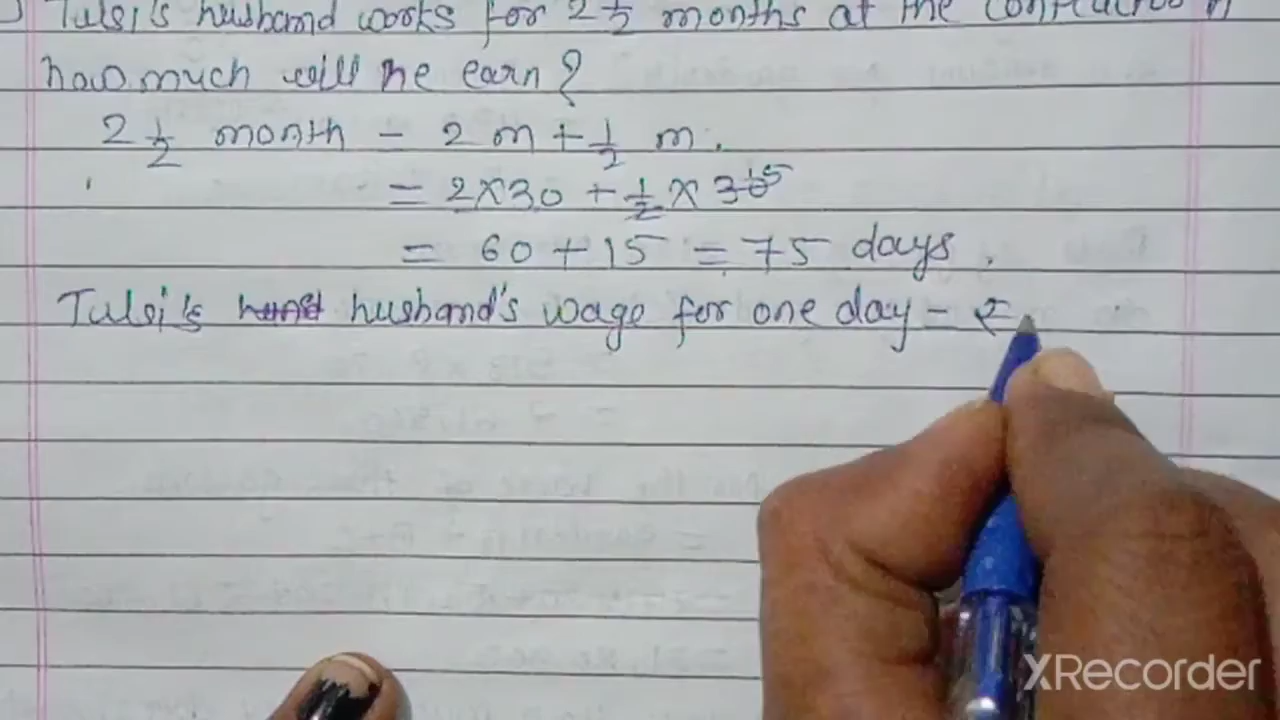 Tulsi's husband works for 2 1/2 months at the
how much will he earn?
2 1/2 month = 2 m + 1/2 m.
= 2 × 30 + 1/2 × 30 15
= 60 + 15 = 75 days.
Tulsi's husband's wage for one day = ₹
XRecorder